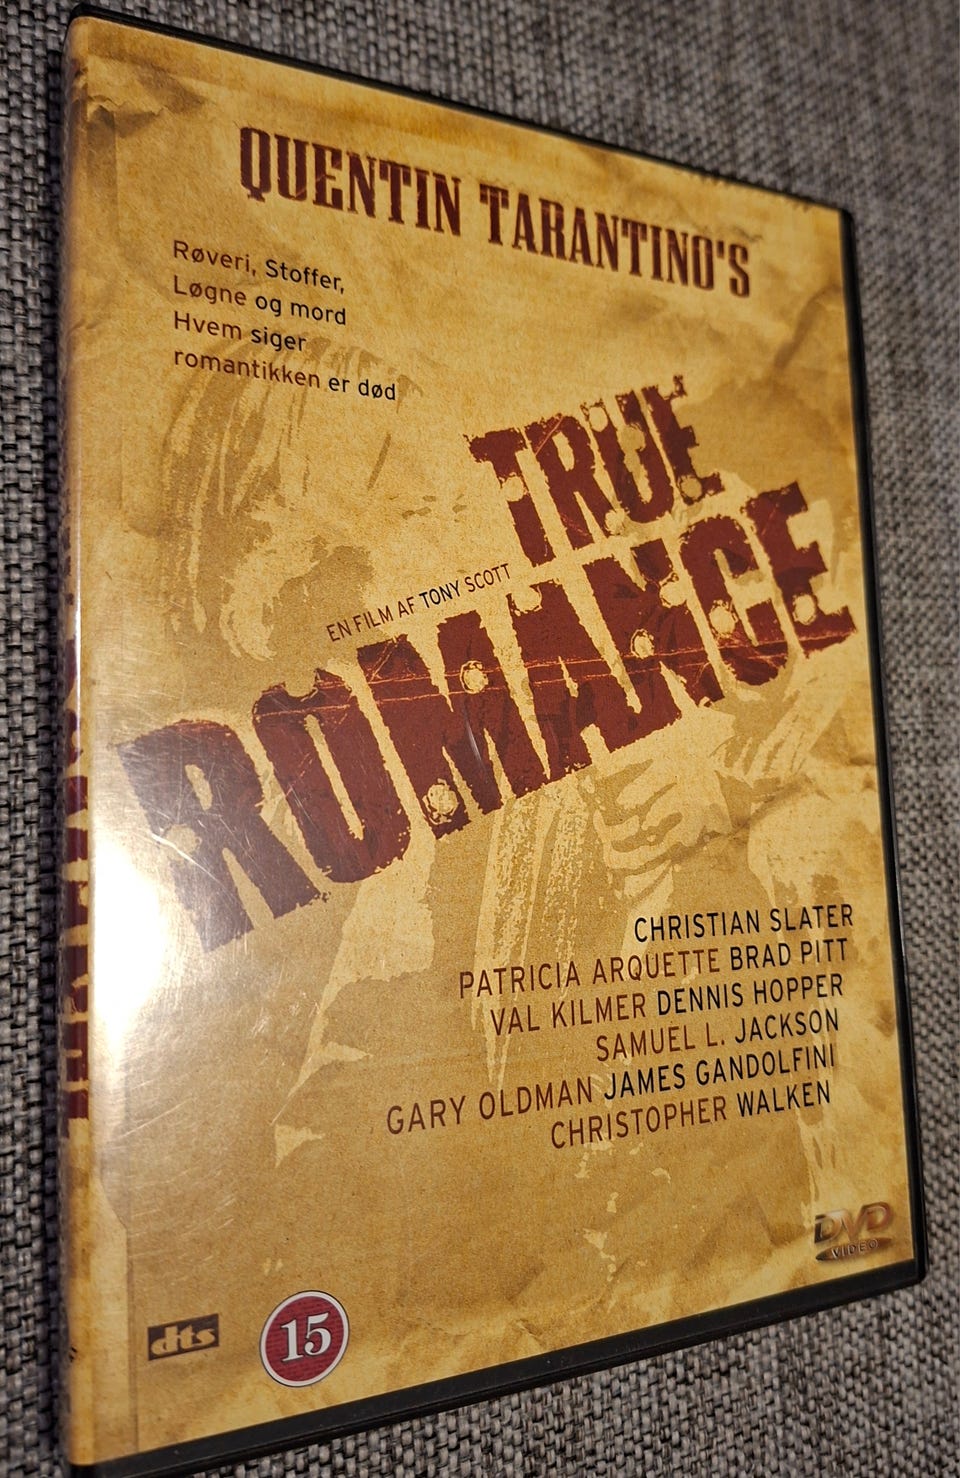 QUENTIN TARANTINO'S
Røveri, Stoffer,
Løgne og mord
Hvem siger
romantikken er død
TRUE
EN FILM AF TONY SCOTT
ROMANCE
CHRISTIAN SLATER
PATRICIA ARQUETTE BRAD PITT
VAL KILMER DENNIS HOPPER
SAMUEL L. JACKSON
GARY OLDMAN JAMES GANDOLFINI
CHRISTOPHER WALKEN
DVD
VIDEO
dts
15